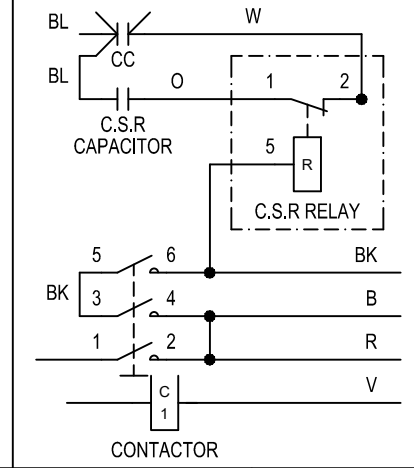 BL
W
CC
BL
O
1
2
C.S.R
CAPACITOR
5
R
C.S.R RELAY
5
6
BK
BK
3
4
B
1
2
R
C
1
V
CONTACTOR